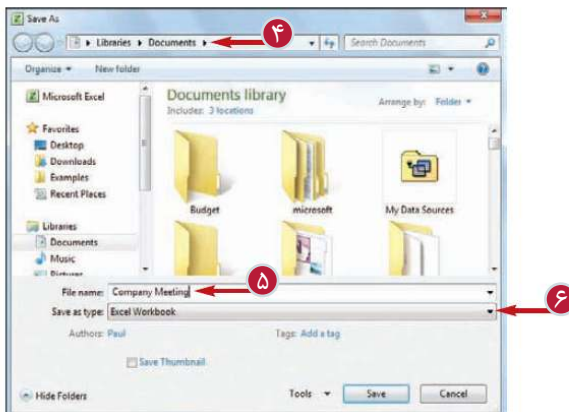 Save As
Libraries ▸ Documents ▸ ۴ Search Documents
Organize New folder
Microsoft Excel
Favorites
Desktop
Downloads
Examples
Recent Places
Libraries
Documents
Music
Pictures
Documents library
Includes: 3 locations
Arrange by: Folder
Budget microsoft My Data Sources
File name: Company Meeting ۵
Save as type: Excel Workbook ۶
Authors: Paul Tags: Add a tag
Save Thumbnail
Hide Folders Tools Save Cancel